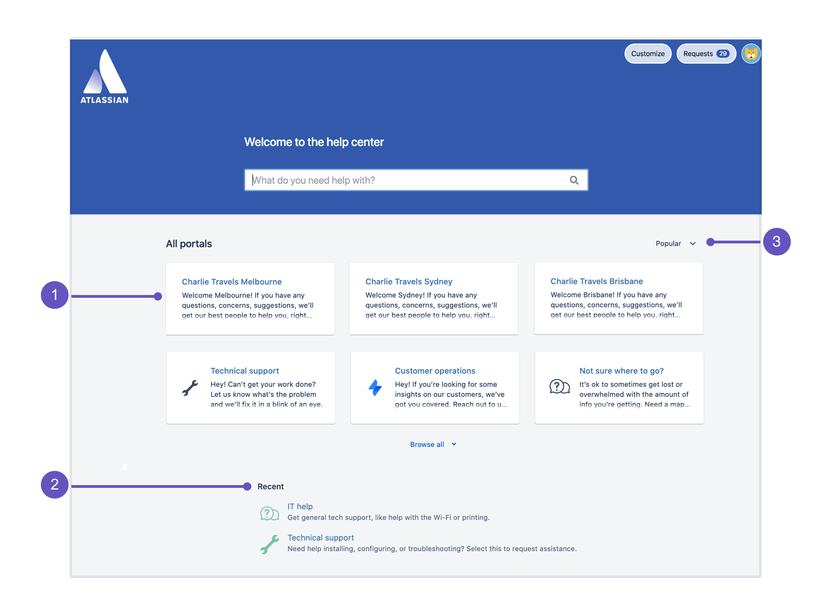 ATLASSIAN
Customize
Requests 29
Welcome to the help center
What do you need help with?
All portals
Popular
3
1
Charlie Travels Melbourne
Welcome Melbourne! If you have any
questions, concerns, suggestions, we'll
get our best people to help you, right...
Charlie Travels Sydney
Welcome Sydney! If you have any
questions, concerns, suggestions, we'll
get our best people to help you, right...
Charlie Travels Brisbane
Welcome Brisbane! If you have any
questions, concerns, suggestions, we'll
get our best people to help you, right...
Technical support
Hey! Can't get your work done?
Let us know what's the problem
and we'll fix it in a blink of an eye.
Customer operations
Hey! If you're looking for some
insights on our customers, we've
got you covered. Reach out to u...
Not sure where to go?
It's ok to sometimes get lost or
overwhelmed with the amount of
info you're getting. Need a map...
Browse all
2
Recent
IT help
Get general tech support, like help with the Wi-Fi or printing.
Technical support
Need help installing, configuring, or troubleshooting? Select this to request assistance.